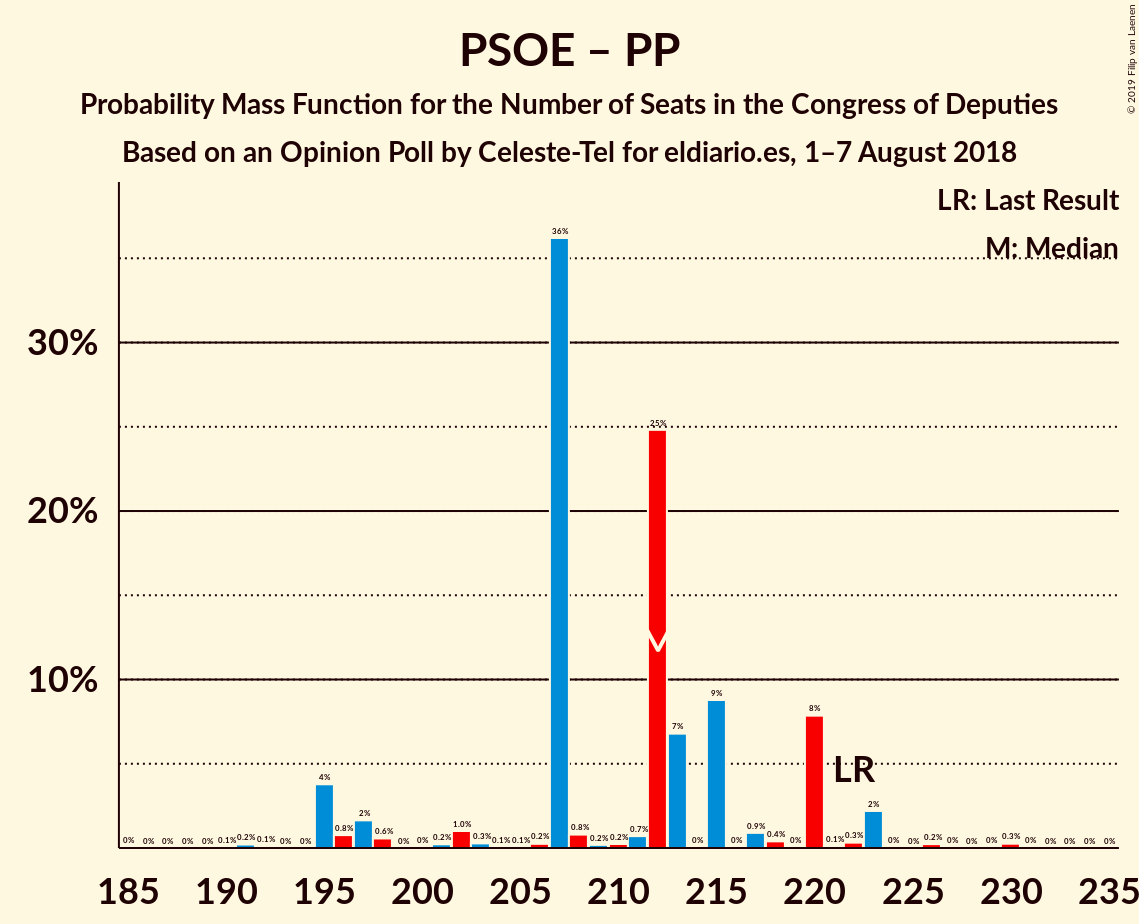 PSOE – PP
Probability Mass Function for the Number of Seats in the Congress of Deputies
Based on an Opinion Poll by Celeste-Tel for eldiario.es, 1–7 August 2018
© 2019 Filip van Laenen
LR: Last Result
M: Median
30%
20%
10%
0% 0% 0% 0% 0% 0.1% 0.2% 0.1% 0% 0% 4% 0.8% 2% 0.6% 0% 0% 0.2% 1.0% 0.3% 0.1% 0.1% 0.2% 36% 0.8% 0.2% 0.2% 0.7% 25% 7% 0% 9% 0% 0.9% 0.4% 0% 8% 0.1% 0.3% 2% 0% 0% 0.2% 0% 0% 0% 0.3% 0% 0% 0% 0% 0%
M
LR
185 190 195 200 205 210 215 220 225 230 235